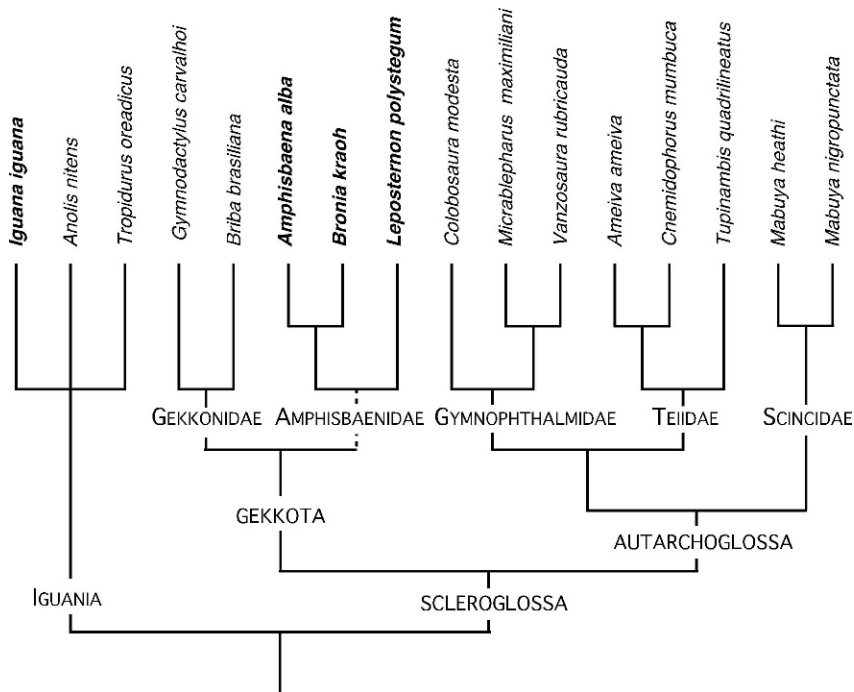 Iguana iguana
Anolis nitens
Tropidurus oreadicus
Gymnodactylus carvalhoi
Briba brasiliana
Amphisbaena alba
Bronia kraoh
Leposternon polystegum
Colobosaura modesta
Micrablepharus maximiliani
Vanzosaura rubricauda
Ameiva ameiva
Cnemidophorus mumbuca
Tupinambis quadrilineatus
Mabuya heathi
Mabuya nigropunctata
GEKKONIDAE
AMPHISBAENIDAE
GYMNOPHTHALMIDAE
TEIIDAE
SCINCIDAE
GEKKOTA
AUTARCHOGLOSSA
IGUANIA
SCLEROGLOSSA